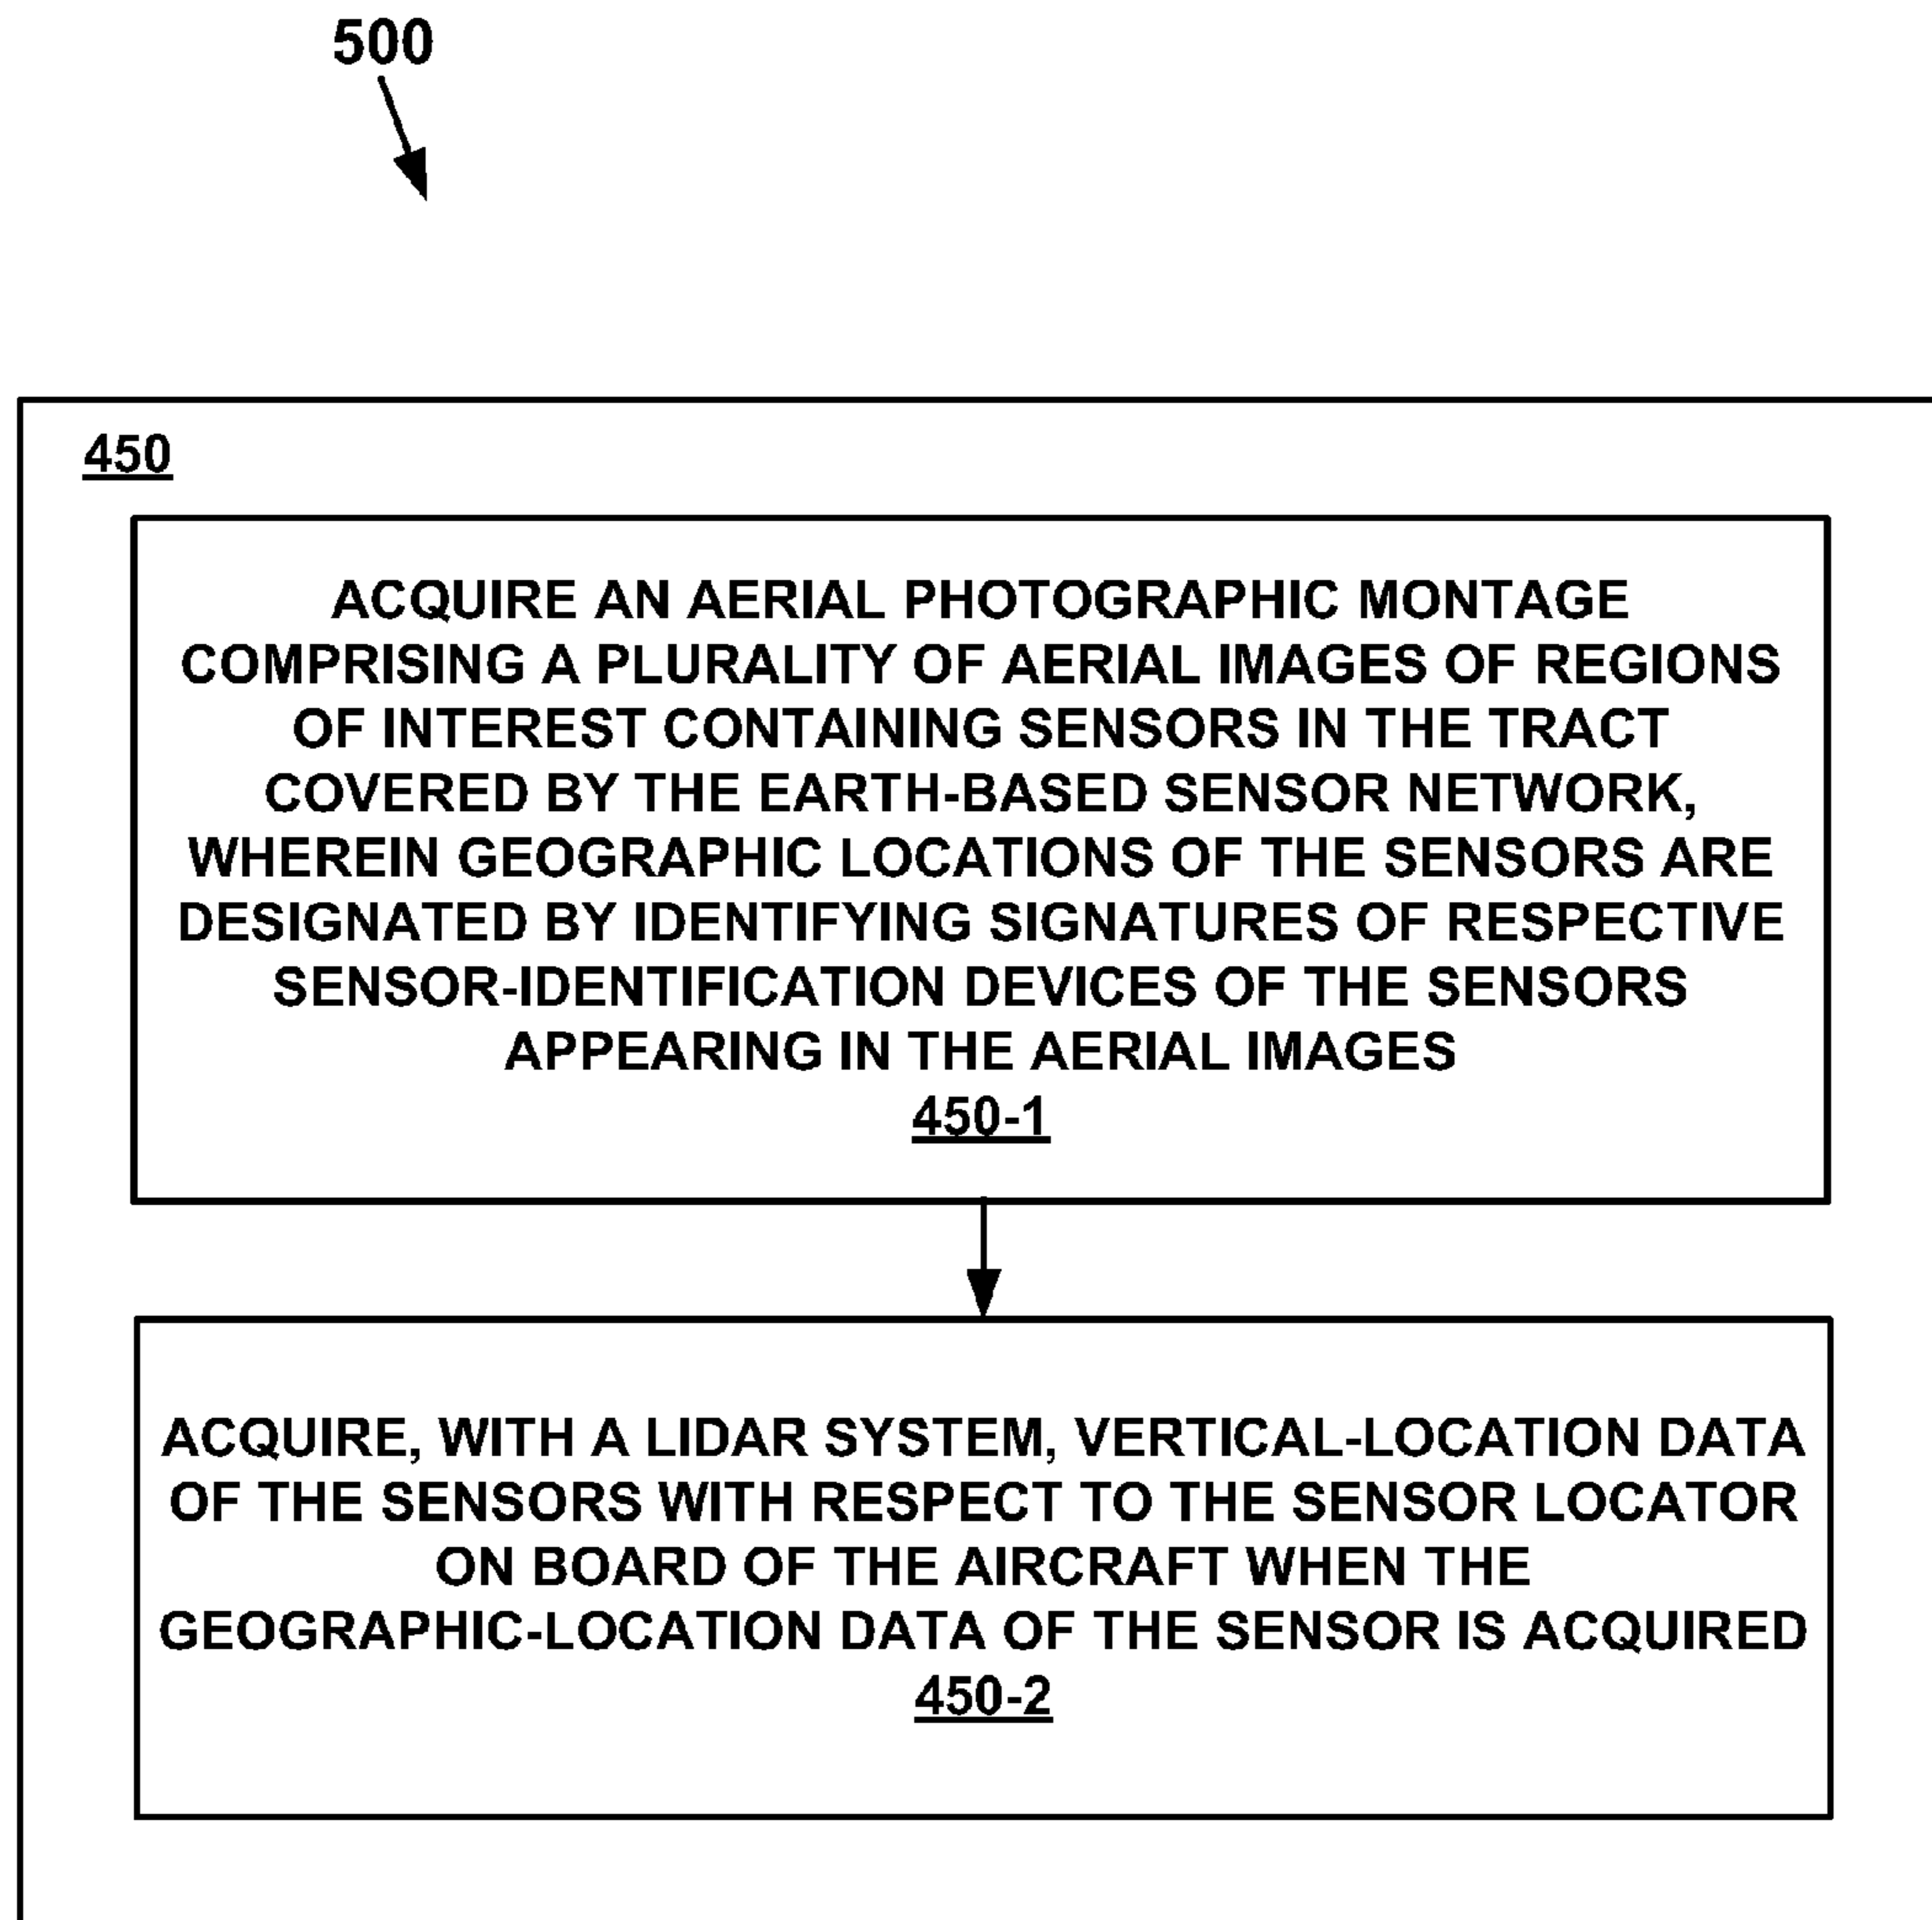 500
450
ACQUIRE AN AERIAL PHOTOGRAPHIC MONTAGE
COMPRISING A PLURALITY OF AERIAL IMAGES OF REGIONS
OF INTEREST CONTAINING SENSORS IN THE TRACT
COVERED BY THE EARTH-BASED SENSOR NETWORK,
WHEREIN GEOGRAPHIC LOCATIONS OF THE SENSORS ARE
DESIGNATED BY IDENTIFYING SIGNATURES OF RESPECTIVE
SENSOR-IDENTIFICATION DEVICES OF THE SENSORS
APPEARING IN THE AERIAL IMAGES
450-1
ACQUIRE, WITH A LIDAR SYSTEM, VERTICAL-LOCATION DATA
OF THE SENSORS WITH RESPECT TO THE SENSOR LOCATOR
ON BOARD OF THE AIRCRAFT WHEN THE
GEOGRAPHIC-LOCATION DATA OF THE SENSOR IS ACQUIRED
450-2